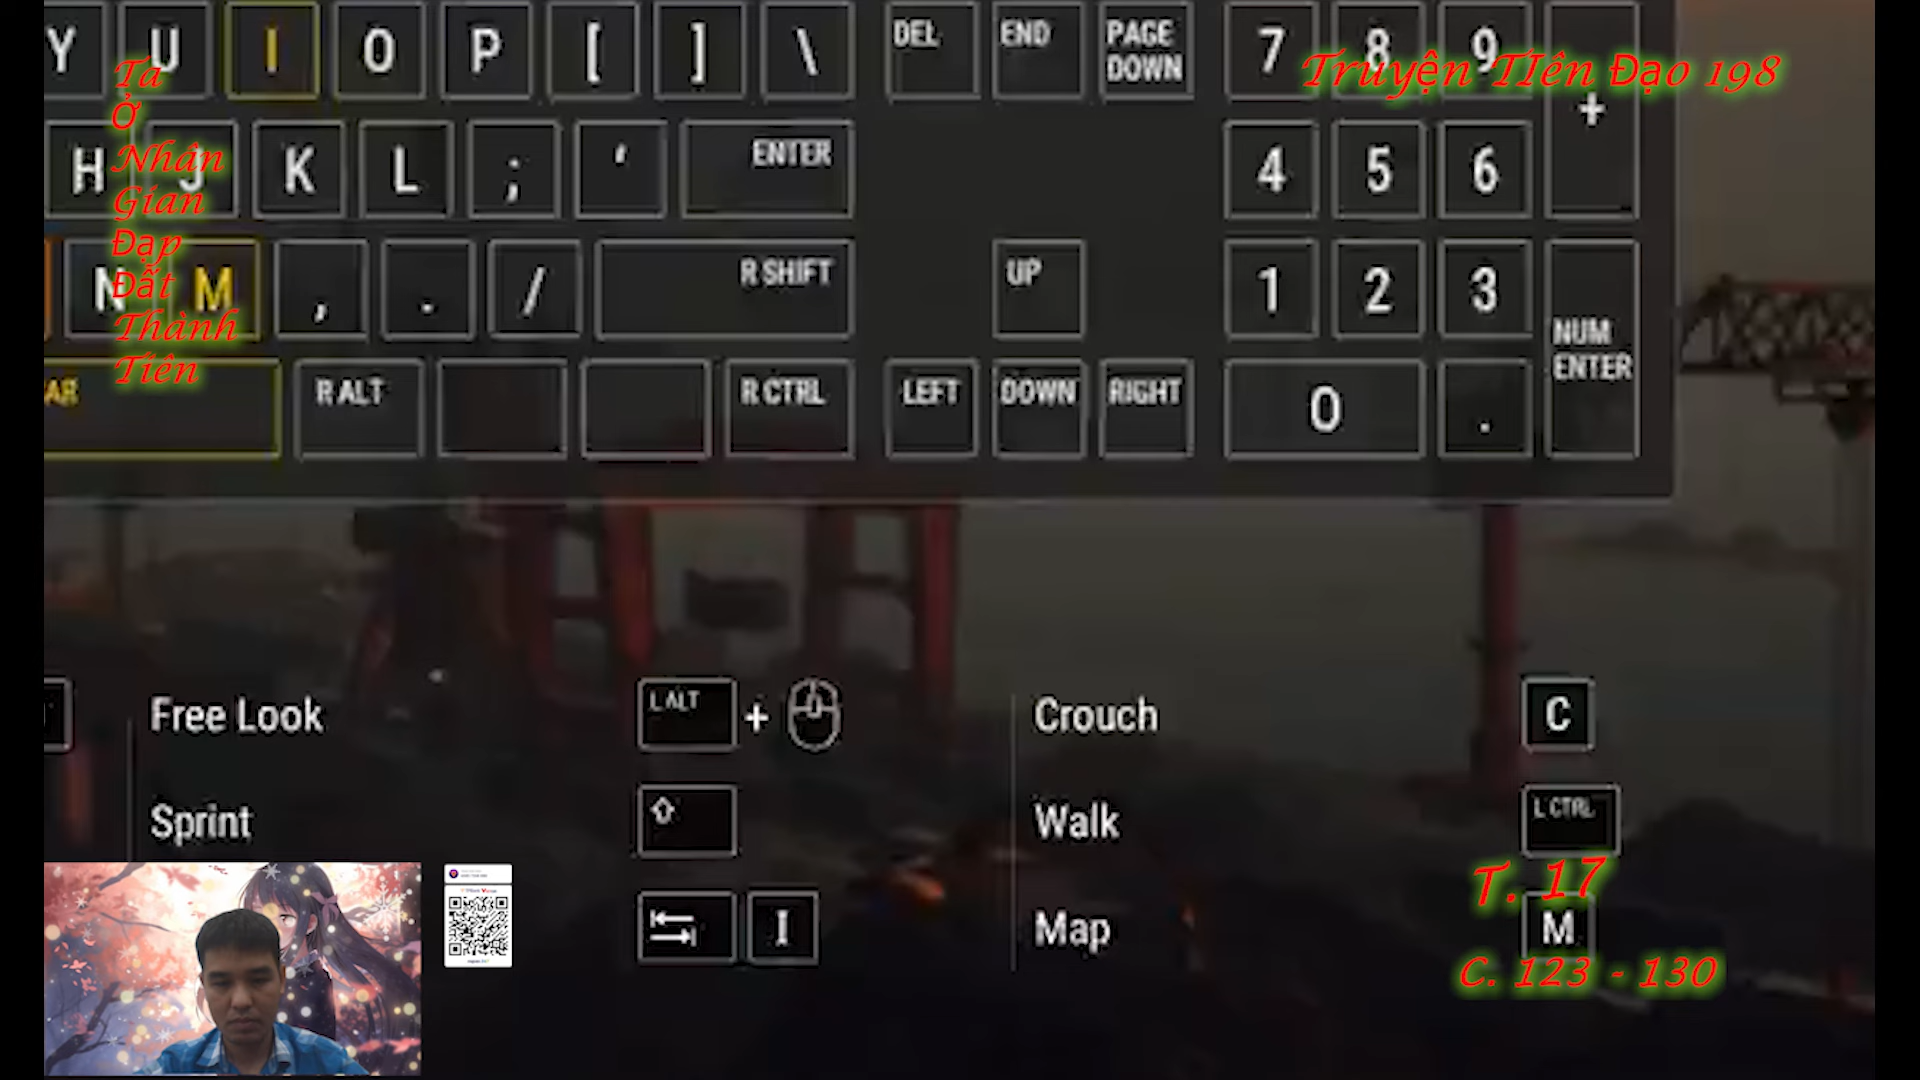 Y U I O P [ ] \ DEL END PAGE DOWN 7 8 9 +
Truyện TIên Đạo 198
Ta
Ở
Nhân
Gian
Đạp
Đất
Thành
Tiên
H J K L ; ' ENTER 4 5 6
N M , . / R SHIFT UP 1 2 3 NUM ENTER
R ALT R CTRL LEFT DOWN RIGHT 0 .
Free Look L ALT + Crouch C
Sprint Walk L CTRL
I Map M
T. 17
C. 123 - 130